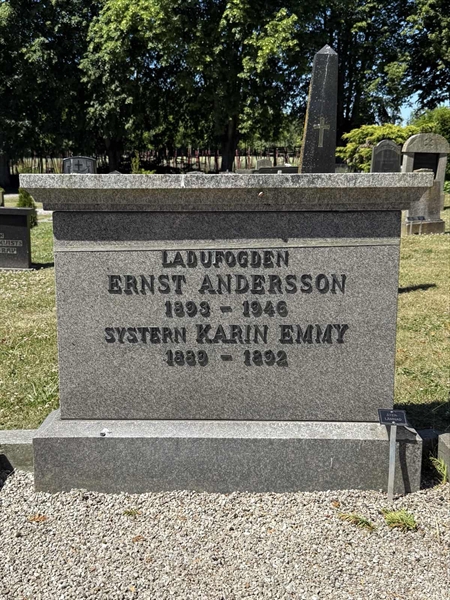 LADUFOGDEN
ERNST ANDERSSON
1893 - 1946
SYSTERN KARIN EMMY
1889 - 1892